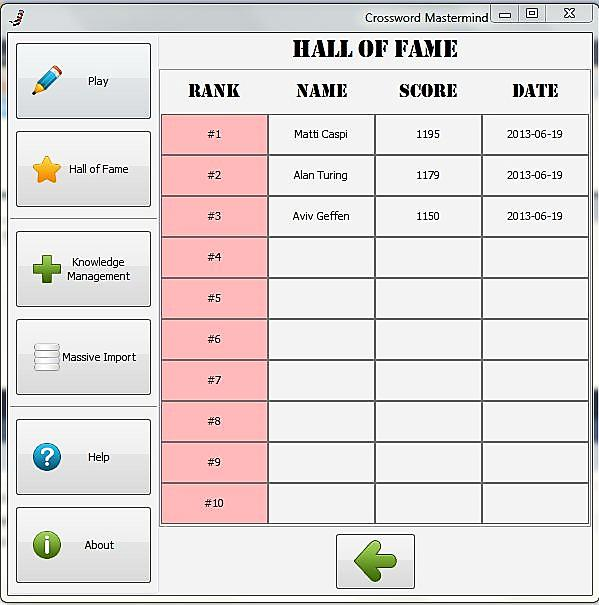 Crossword Mastermind
Play
Hall of Fame
Knowledge
Management
Massive Import
Help
About
HALL OF FAME
RANK NAME SCORE DATE
#1 Matti Caspi 1195 2013-06-19
#2 Alan Turing 1179 2013-06-19
#3 Aviv Geffen 1150 2013-06-19
#4
#5
#6
#7
#8
#9
#10